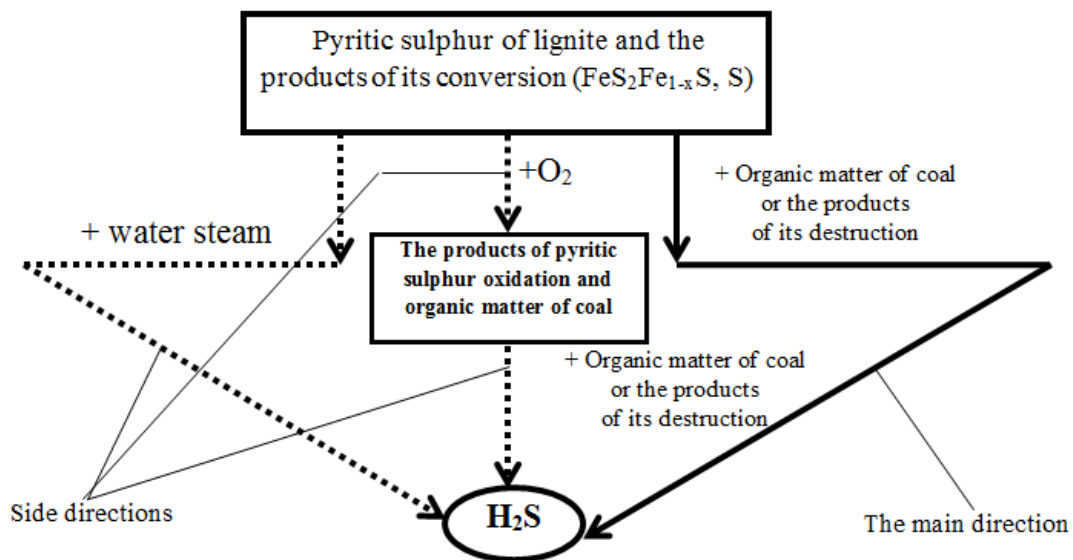 Pyritic sulphur of lignite and the
products of its conversion (FeS₂Fe₁₋ₓS, S)
+O₂
+ Organic matter of coal
or the products
of its destruction
+ water steam
The products of pyritic
sulphur oxidation and
organic matter of coal
+ Organic matter of coal
or the products
of its destruction
Side directions
H₂S
The main direction